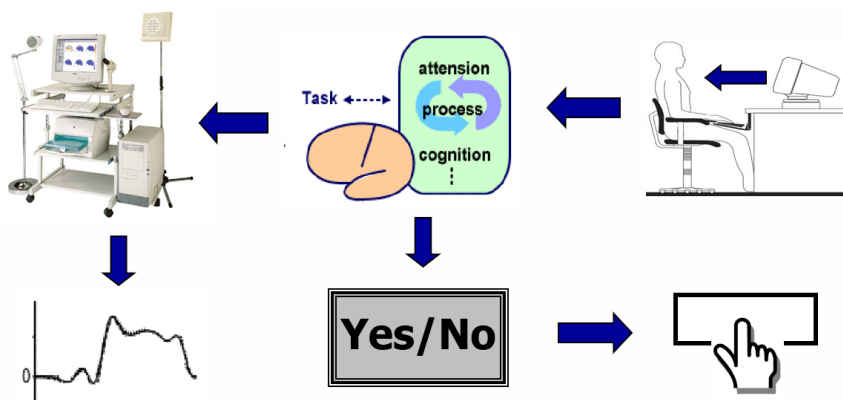 attension
Task
process
cognition
Yes/No
0